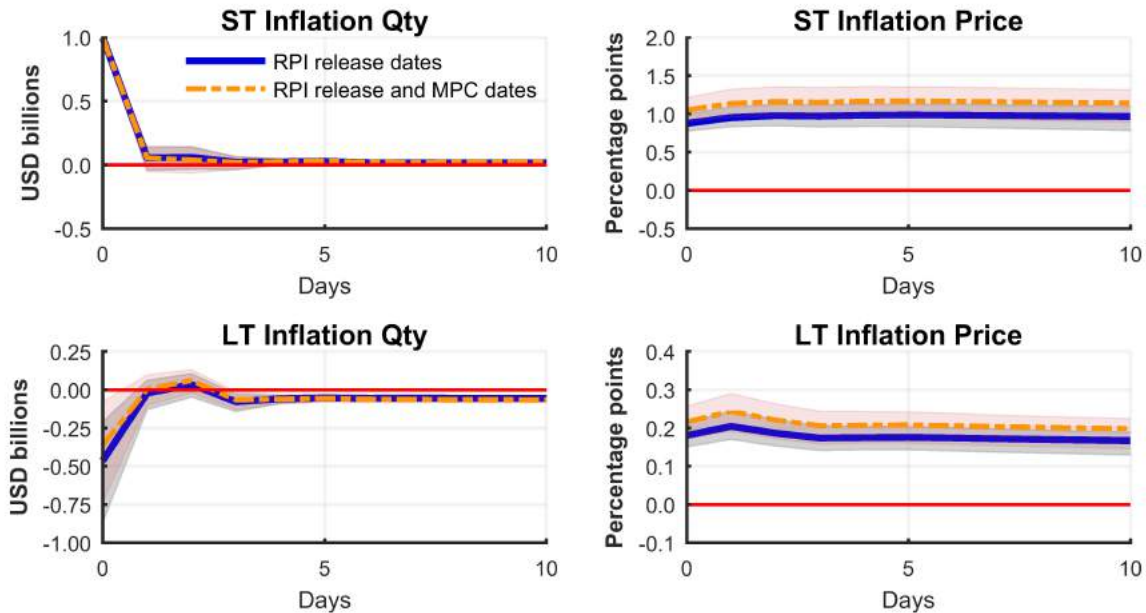 ST Inflation Qty
1.0
0.5
0.0
-0.5
USD billions
RPI release dates
RPI release and MPC dates
0
5
10
Days
ST Inflation Price
2.0
1.5
1.0
0.5
0.0
-0.5
Percentage points
0
5
10
Days
LT Inflation Qty
0.25
0.00
-0.25
-0.50
-0.75
-1.00
USD billions
0
5
10
Days
LT Inflation Price
0.4
0.3
0.2
0.1
0.0
-0.1
Percentage points
0
5
10
Days